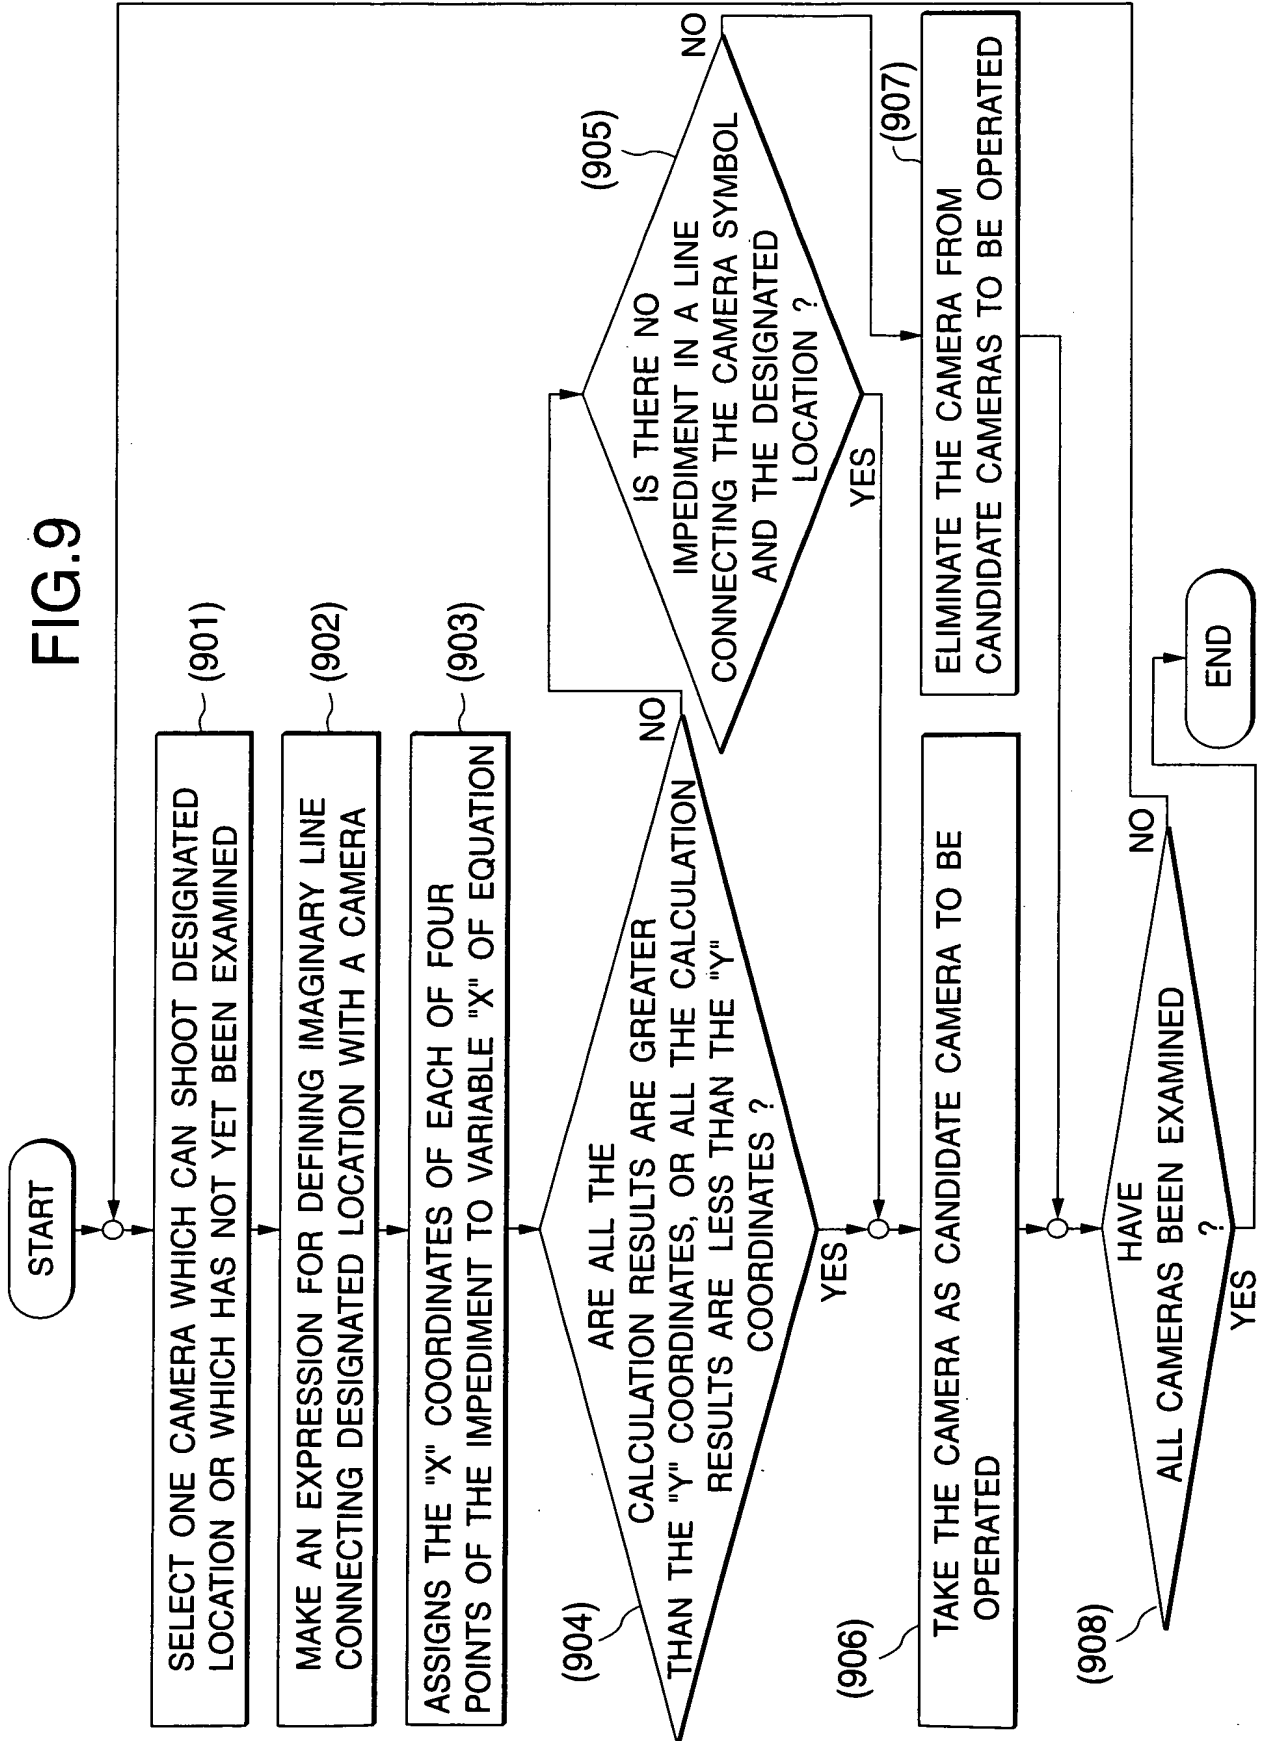 FIG.9
START
SELECT ONE CAMERA WHICH CAN SHOOT DESIGNATED
LOCATION OR WHICH HAS NOT YET BEEN EXAMINED
(901)
MAKE AN EXPRESSION FOR DEFINING IMAGINARY LINE
CONNECTING DESIGNATED LOCATION WITH A CAMERA
(902)
ASSIGNS THE "X" COORDINATES OF EACH OF FOUR
POINTS OF THE IMPEDIMENT TO VARIABLE "X" OF EQUATION
(903)
(904)
ARE ALL THE
CALCULATION RESULTS ARE GREATER
THAN THE "Y" COORDINATES, OR ALL THE CALCULATION
RESULTS ARE LESS THAN THE "Y"
COORDINATES ?
NO
YES
(905)
IS THERE NO
IMPEDIMENT IN A LINE
CONNECTING THE CAMERA SYMBOL
AND THE DESIGNATED
LOCATION ?
NO
YES
(906)
TAKE THE CAMERA AS CANDIDATE CAMERA TO BE
OPERATED
(907)
ELIMINATE THE CAMERA FROM
CANDIDATE CAMERAS TO BE OPERATED
(908)
HAVE
ALL CAMERAS BEEN EXAMINED
?
NO
YES
END